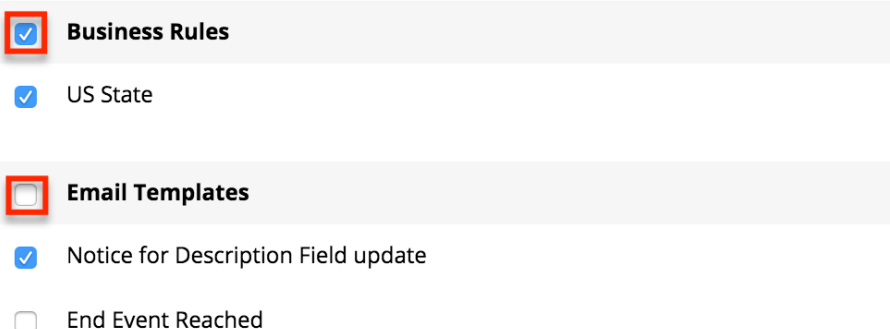 Business Rules
US State
Email Templates
Notice for Description Field update
End Event Reached